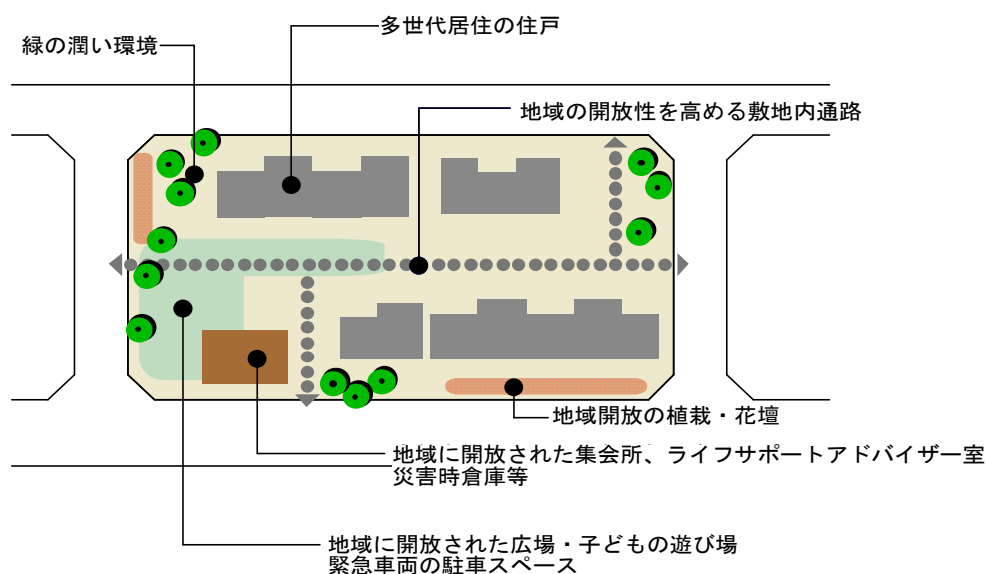 多世代居住の住戸
緑の潤い環境
地域の開放性を高める敷地内通路
地域開放の植栽・花壇
地域に開放された集会所、ライフサポートアドバイザー室
災害時倉庫等
地域に開放された広場・子どもの遊び場
緊急車両の駐車スペース